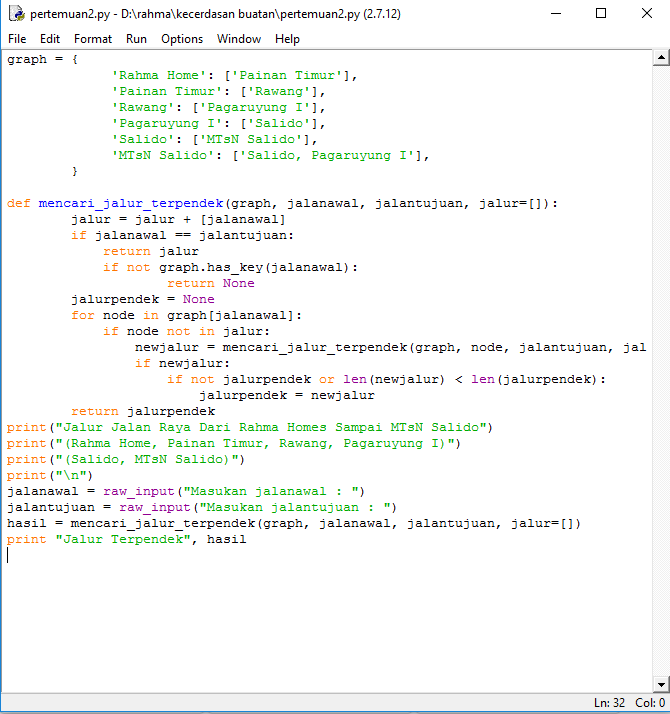 pertemuan2.py - D:\rahma\kecerdasan buatan\pertemuan2.py (2.7.12)
File Edit Format Run Options Window Help
graph = {
             'Rahma Home': ['Painan Timur'],
             'Painan Timur': ['Rawang'],
             'Rawang': ['Pagaruyung I'],
             'Pagaruyung I': ['Salido'],
             'Salido': ['MTsN Salido'],
             'MTsN Salido': ['Salido, Pagaruyung I'],
        }

def mencari_jalur_terpendek(graph, jalanawal, jalantujuan, jalur=[]):
        jalur = jalur + [jalanawal]
        if jalanawal == jalantujuan:
            return jalur
            if not graph.has_key(jalanawal):
                    return None
        jalurpendek = None
        for node in graph[jalanawal]:
            if node not in jalur:
                newjalur = mencari_jalur_terpendek(graph, node, jalantujuan, jal
                if newjalur:
                    if not jalurpendek or len(newjalur) < len(jalurpendek):
                        jalurpendek = newjalur
        return jalurpendek
print("Jalur Jalan Raya Dari Rahma Homes Sampai MTsN Salido")
print("(Rahma Home, Painan Timur, Rawang, Pagaruyung I)")
print("(Salido, MTsN Salido)")
print("\n")
jalanawal = raw_input("Masukan jalanawal : ")
jalantujuan = raw_input("Masukan jalantujuan : ")
hasil = mencari_jalur_terpendek(graph, jalanawal, jalantujuan, jalur=[])
print "Jalur Terpendek", hasil
Ln: 32 Col: 0